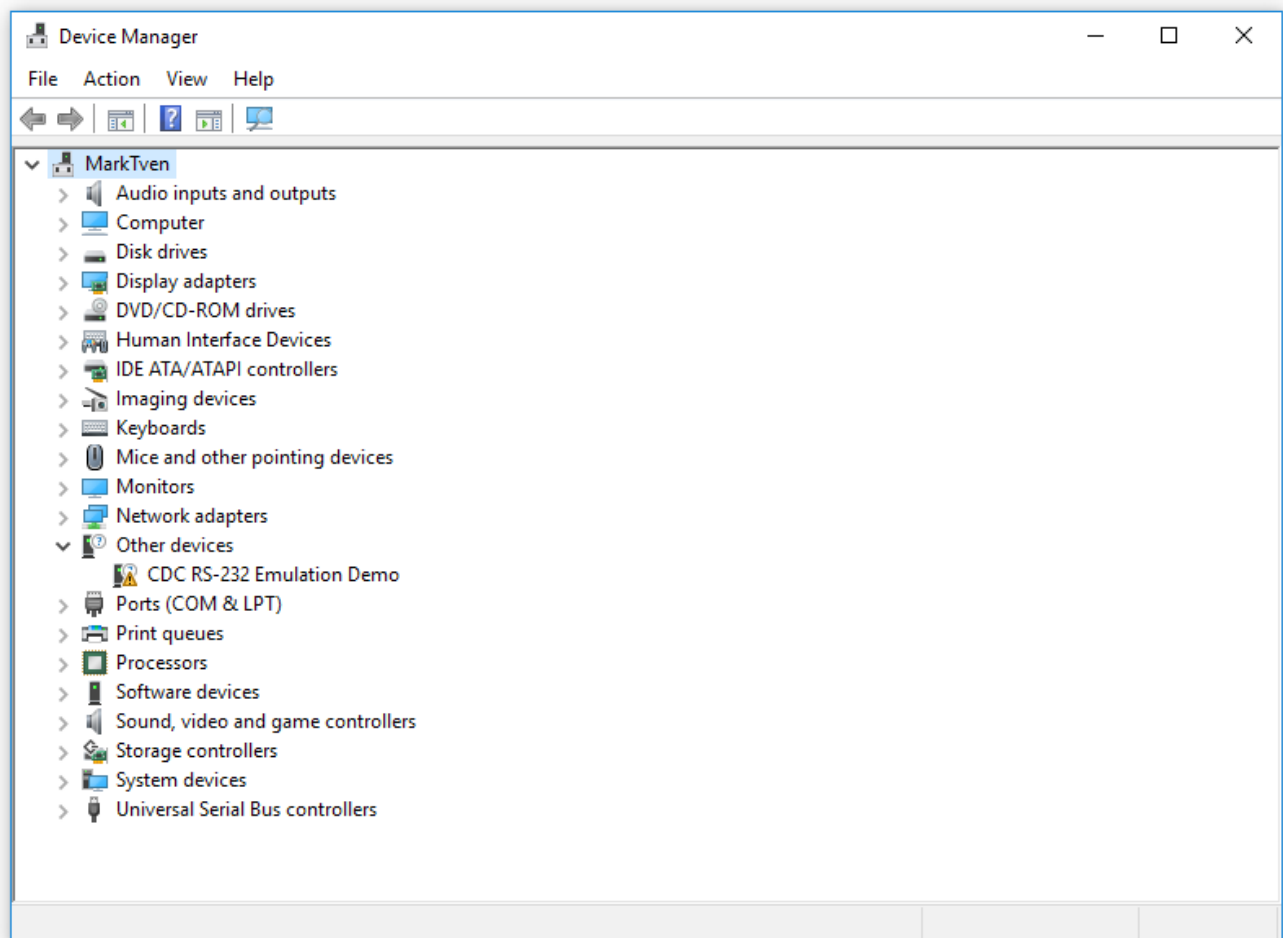 Device Manager
File Action View Help
MarkTven
Audio inputs and outputs
Computer
Disk drives
Display adapters
DVD/CD-ROM drives
Human Interface Devices
IDE ATA/ATAPI controllers
Imaging devices
Keyboards
Mice and other pointing devices
Monitors
Network adapters
Other devices
CDC RS-232 Emulation Demo
Ports (COM & LPT)
Print queues
Processors
Software devices
Sound, video and game controllers
Storage controllers
System devices
Universal Serial Bus controllers